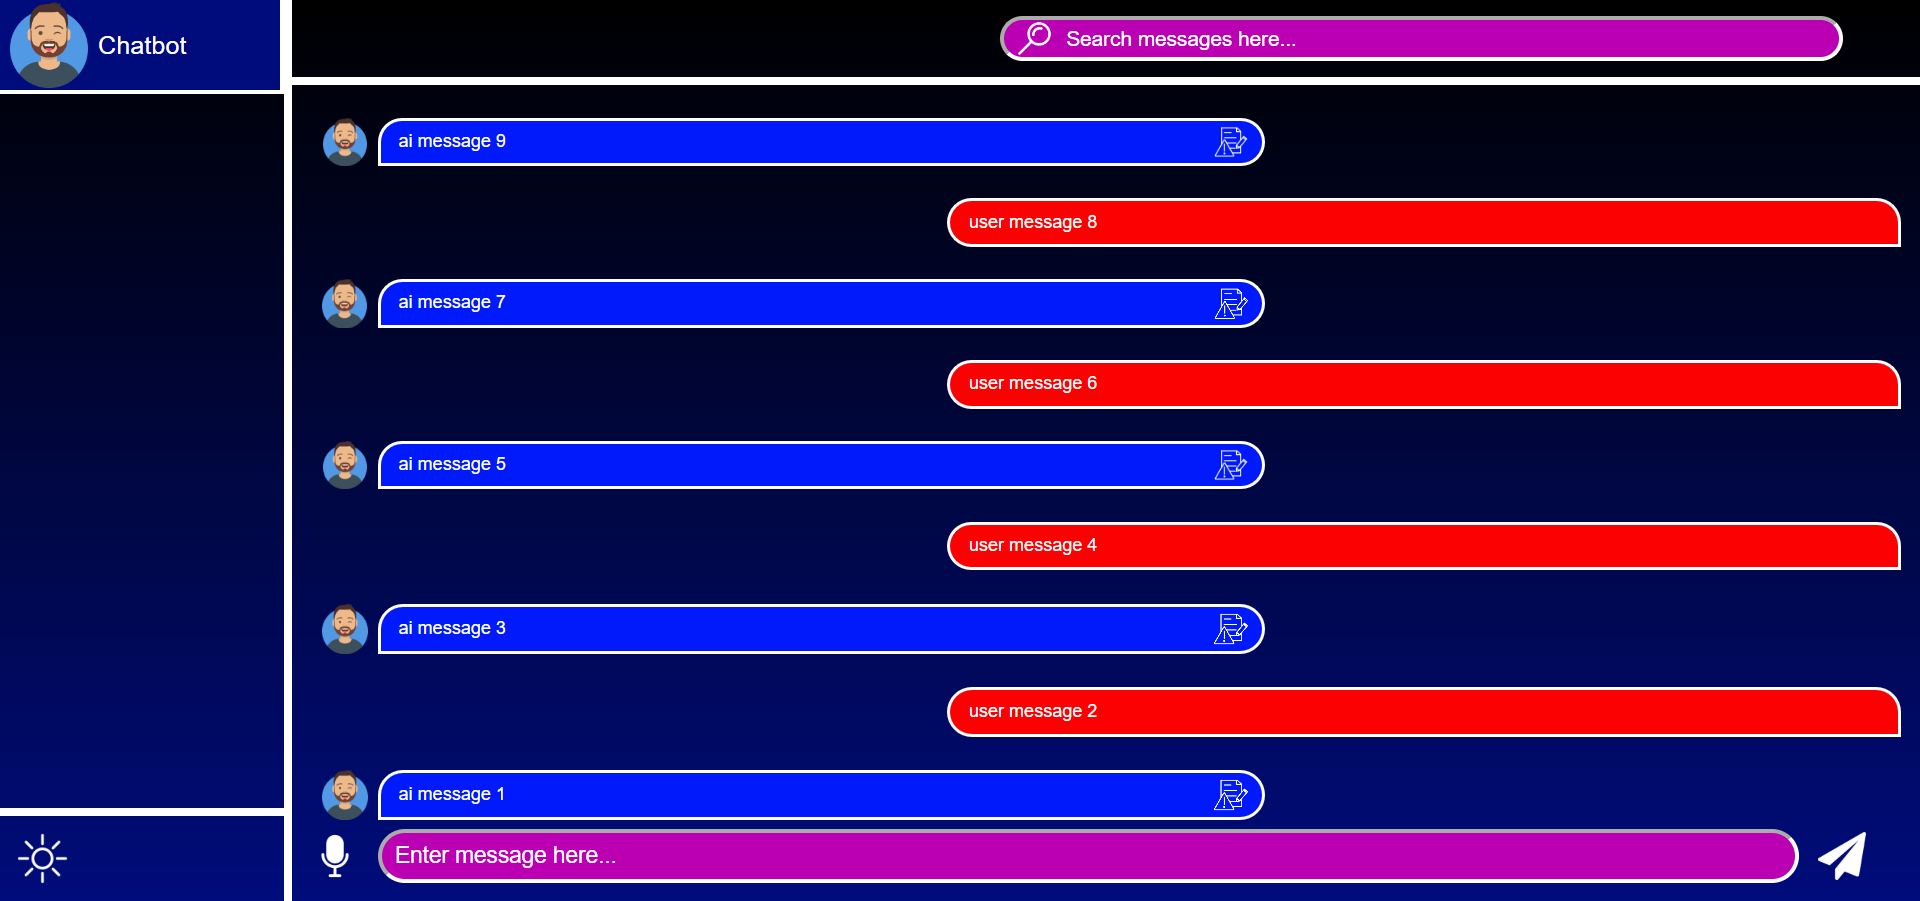 Chatbot
Search messages here...
ai message 9
user message 8
ai message 7
user message 6
ai message 5
user message 4
ai message 3
user message 2
ai message 1
Enter message here...